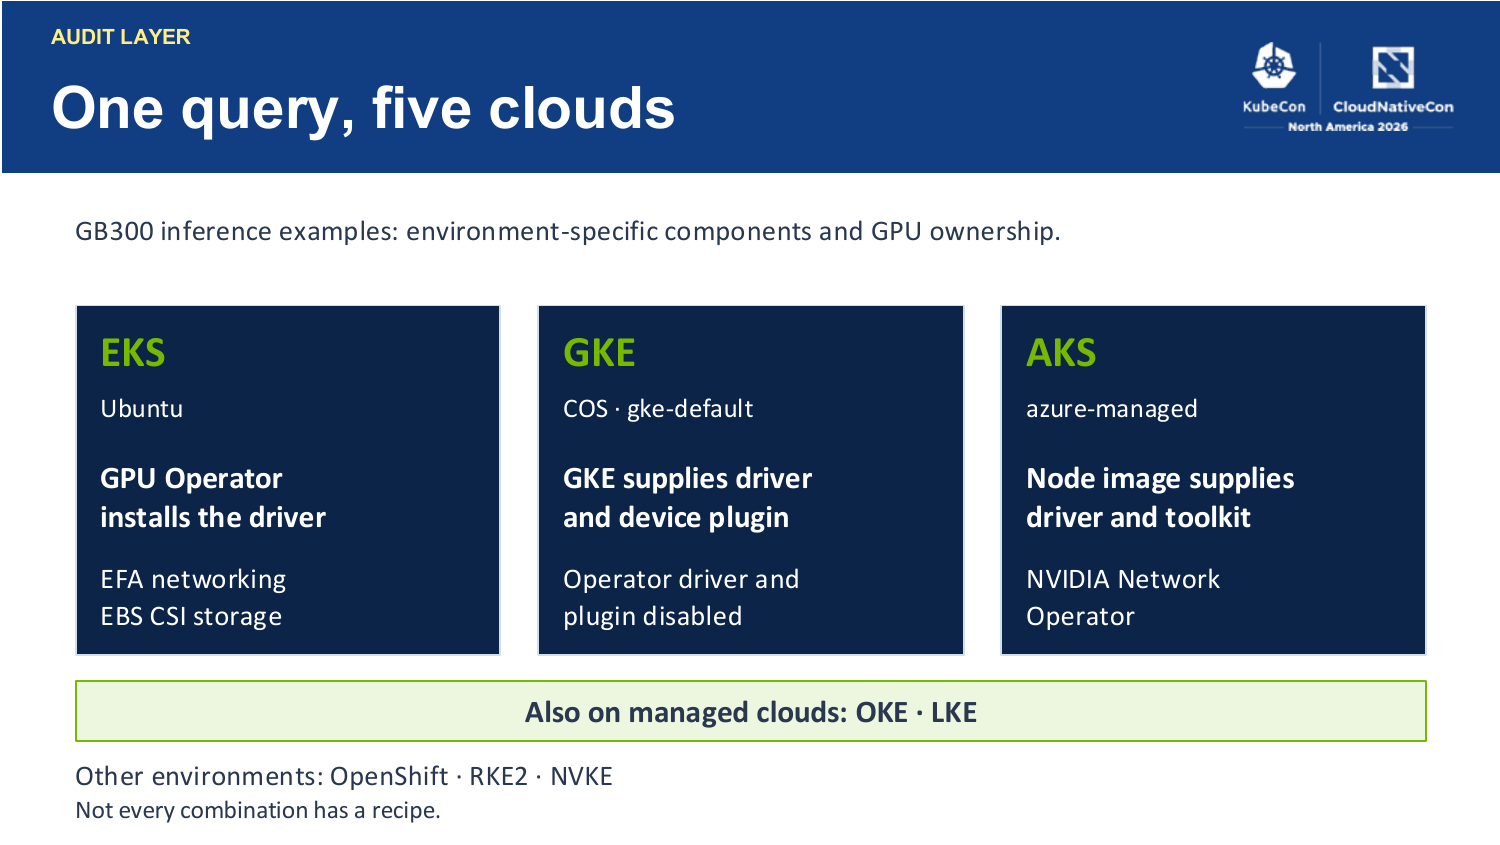 AUDIT LAYER
One query, five clouds
KubeCon
CloudNativeCon
North America 2026
GB300 inference examples: environment-specific components and GPU ownership.
EKS
Ubuntu
GPU Operator
installs the driver
EFA networking
EBS CSI storage
GKE
COS · gke-default
GKE supplies driver
and device plugin
Operator driver and
plugin disabled
AKS
azure-managed
Node image supplies
driver and toolkit
NVIDIA Network
Operator
Also on managed clouds: OKE · LKE
Other environments: OpenShift · RKE2 · NVKE
Not every combination has a recipe.